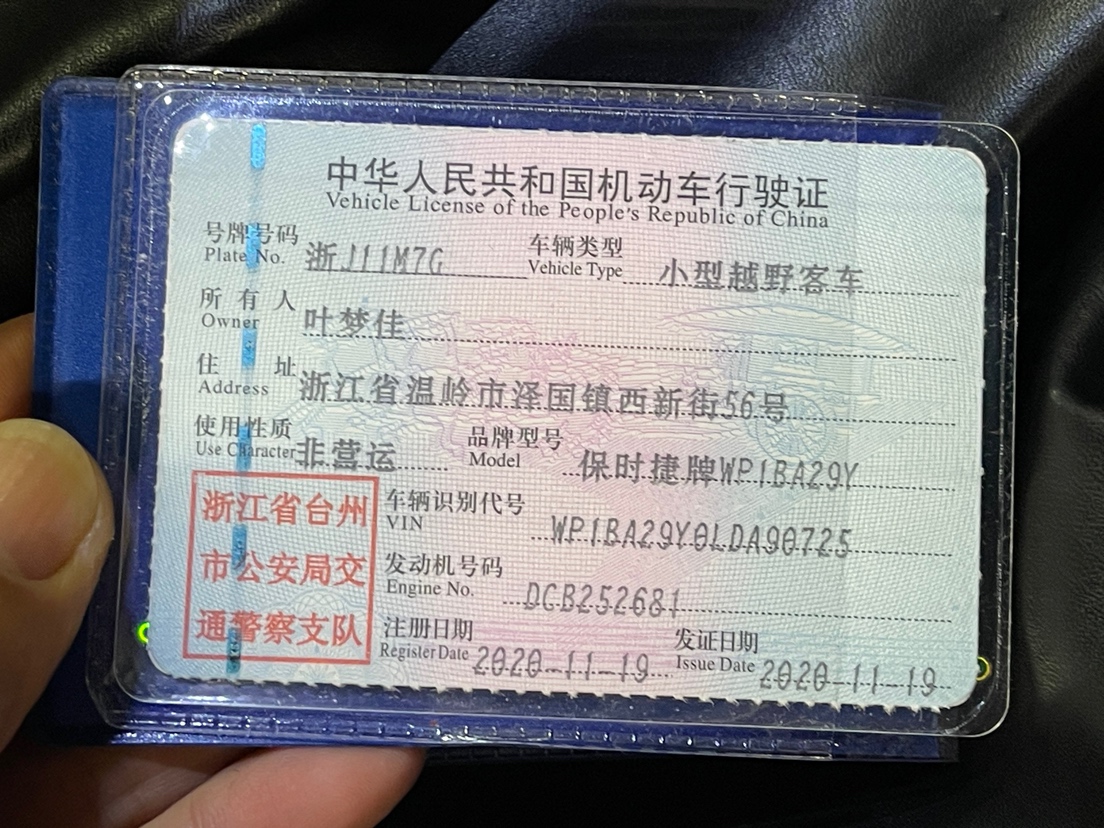 中华人民共和国机动车行驶证
Vehicle License of the People's Republic of China
号牌号码 浙J11M7G 车辆类型 小型越野客车
Plate No. Vehicle Type
所有人 叶梦佳
Owner
住址 浙江省温岭市泽国镇西新街56号
Address
使用性质 非营运 品牌型号 保时捷牌WP1BA29Y
Use Character Model
浙江省台州
市公安局交
通警察支队
车辆识别代号 WP1BA29Y0LDA90725
VIN
发动机号码 DCB252681
Engine No.
注册日期 2020-11-19 发证日期 2020-11-19
Register Date Issue Date